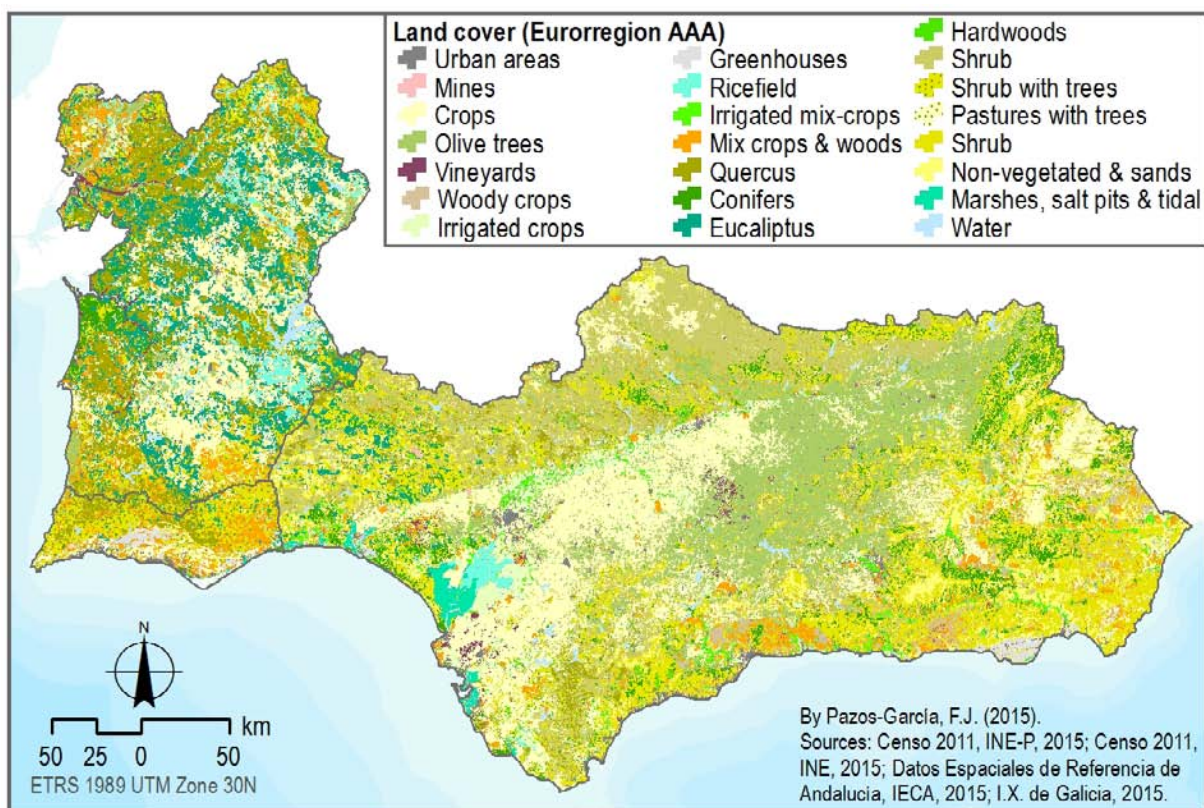 Land cover (Eurorregion AAA)
Urban areas
Mines
Crops
Olive trees
Vineyards
Woody crops
Irrigated crops
Greenhouses
Ricefield
Irrigated mix-crops
Mix crops & woods
Quercus
Conifers
Eucaliptus
Hardwoods
Shrub
Shrub with trees
Pastures with trees
Shrub
Non-vegetated & sands
Marshes, salt pits & tidal
Water
N
50 25 0 50 km
ETRS 1989 UTM Zone 30N
By Pazos-García, F.J. (2015).
Sources: Censo 2011, INE-P, 2015; Censo 2011,
INE, 2015; Datos Espaciales de Referencia de
Andalucía, IECA, 2015; I.X. de Galicia, 2015.